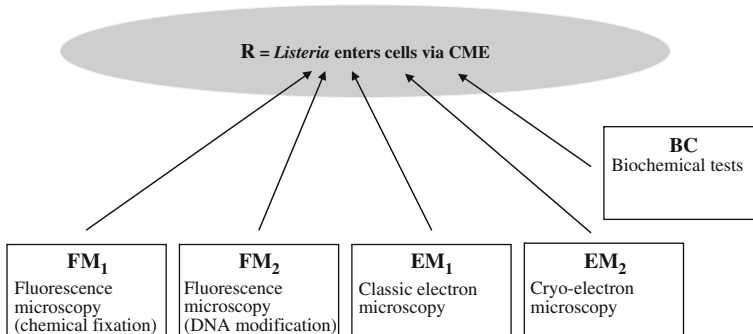 R = Listeria enters cells via CME
BC
Biochemical tests
FM1
Fluorescence
microscopy
(chemical fixation)
FM2
Fluorescence
microscopy
(DNA modification)
EM1
Classic electron
microscopy
EM2
Cryo-electron
microscopy